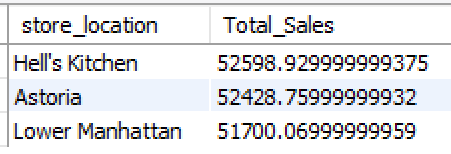 store_location Total_Sales
Hell's Kitchen 52598.929999999375
Astoria 52428.75999999932
Lower Manhattan 51700.06999999959